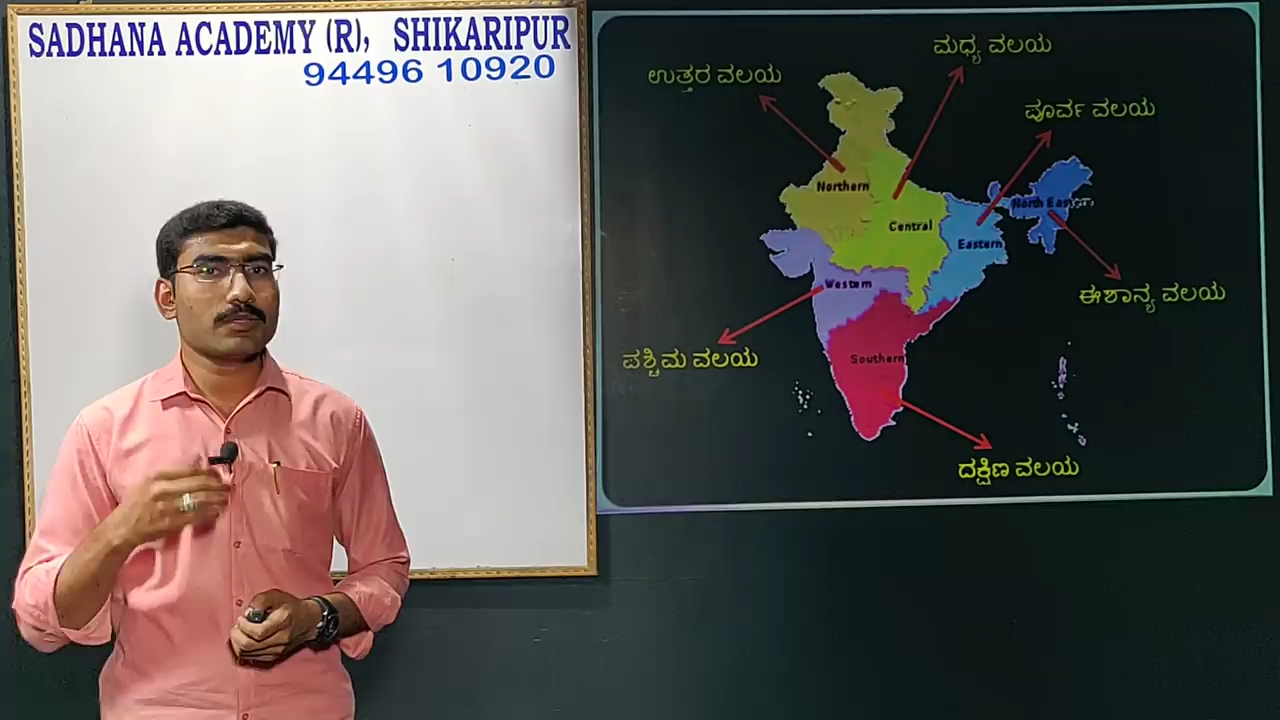 SADHANA ACADEMY (R), SHIKARIPUR
94496 10920
ಮಧ್ಯ ವಲಯ
ಉತ್ತರ ವಲಯ
ಪೂರ್ವ ವಲಯ
Northern
North Eastern
Central
Eastern
Western
ಈಶಾನ್ಯ ವಲಯ
ಪಶ್ಚಿಮ ವಲಯ
Southern
ದಕ್ಷಿಣ ವಲಯ